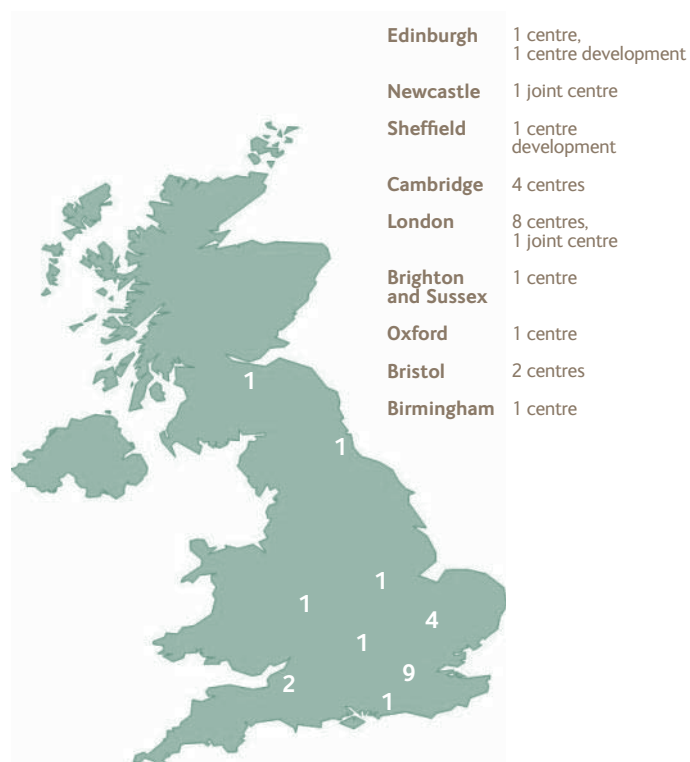 Edinburgh 1 centre,
1 centre development
Newcastle 1 joint centre
Sheffield 1 centre
development
Cambridge 4 centres
London 8 centres,
1 joint centre
Brighton 1 centre
and Sussex
Oxford 1 centre
Bristol 2 centres
Birmingham 1 centre
1
1
1
1
4
1
9
2
1